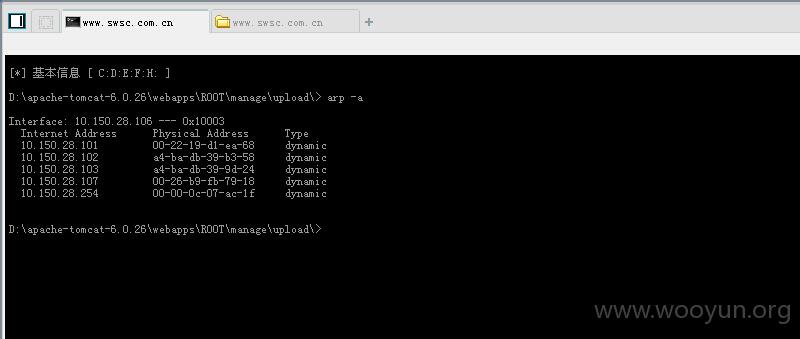 www.swsc.com.cn www.swsc.com.cn +
[*] 基本信息 [ C:D:E:F:H: ]
D:\apache-tomcat-6.0.26\webapps\ROOT\manage\upload\> arp -a
Interface: 10.150.28.106 --- 0x10003
Internet Address Physical Address Type
10.150.28.101 00-22-19-d1-ea-68 dynamic
10.150.28.102 a4-ba-db-39-b3-58 dynamic
10.150.28.103 a4-ba-db-39-9d-24 dynamic
10.150.28.107 00-26-b9-fb-79-18 dynamic
10.150.28.254 00-00-0c-07-ac-1f dynamic
D:\apache-tomcat-6.0.26\webapps\ROOT\manage\upload\>
www.wooyun.org